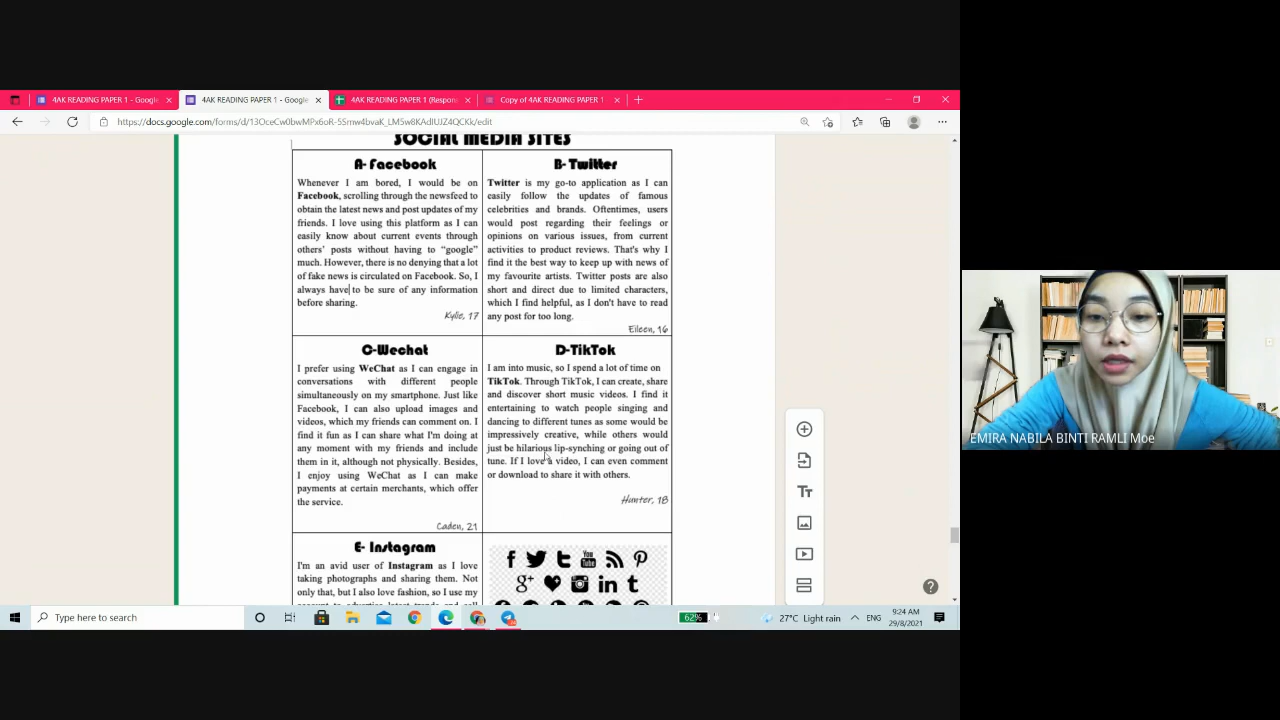 4AK READING PAPER 1 - Google
4AK READING PAPER 1 - Google
4AK READING PAPER 1 (Respon
Copy of 4AK READING PAPER 1
https://docs.google.com/forms/d/13OceCw0bwMPx6oR-5Smw4bvaK_LM5w8KAdlUJZ4QCKk/edit
SOCIAL MEDIA SITES
A- Facebook
Whenever I am bored, I would be on
Facebook, scrolling through the newsfeed to
obtain the latest news and post updates of my
friends. I love using this platform as I can
easily know about current events through
others' posts without having to "google"
much. However, there is no denying that a lot
of fake news is circulated on Facebook. So, I
always have to be sure of any information
before sharing.
Kylie, 17
B- Twitter
Twitter is my go-to application as I can
easily follow the updates of famous
celebrities and brands. Oftentimes, users
would post regarding their feelings or
opinions on various issues, from current
activities to product reviews. That's why I
find it the best way to keep up with news of
my favourite artists. Twitter posts are also
short and direct due to limited characters,
which I find helpful, as I don't have to read
any post for too long.
Eileen, 16
C-Wechat
I prefer using WeChat as I can engage in
conversations with different people
simultaneously on my smartphone. Just like
Facebook, I can also upload images and
videos, which my friends can comment on. I
find it fun as I can share what I'm doing at
any moment with my friends and include
them in it, although not physically. Besides,
I enjoy using WeChat as I can make
payments at certain merchants, which offer
the service.
Caden, 21
D-TikTok
I am into music, so I spend a lot of time on
TikTok. Through TikTok, I can create, share
and discover short music videos. I find it
entertaining to watch people singing and
dancing to different tunes as some would be
impressively creative, while others would
just be hilarious lip-synching or going out of
tune. If I love a video, I can even comment
or download to share it with others.
Hunter, 18
E- Instagram
I'm an avid user of Instagram as I love
taking photographs and sharing them. Not
only that, but I also love fashion, so I use my
You Tube
g+
in
Tt
EMIRA NABILA BINTI RAMLI Moe
Type here to search
62%
27°C Light rain
ENG
9:24 AM
29/8/2021